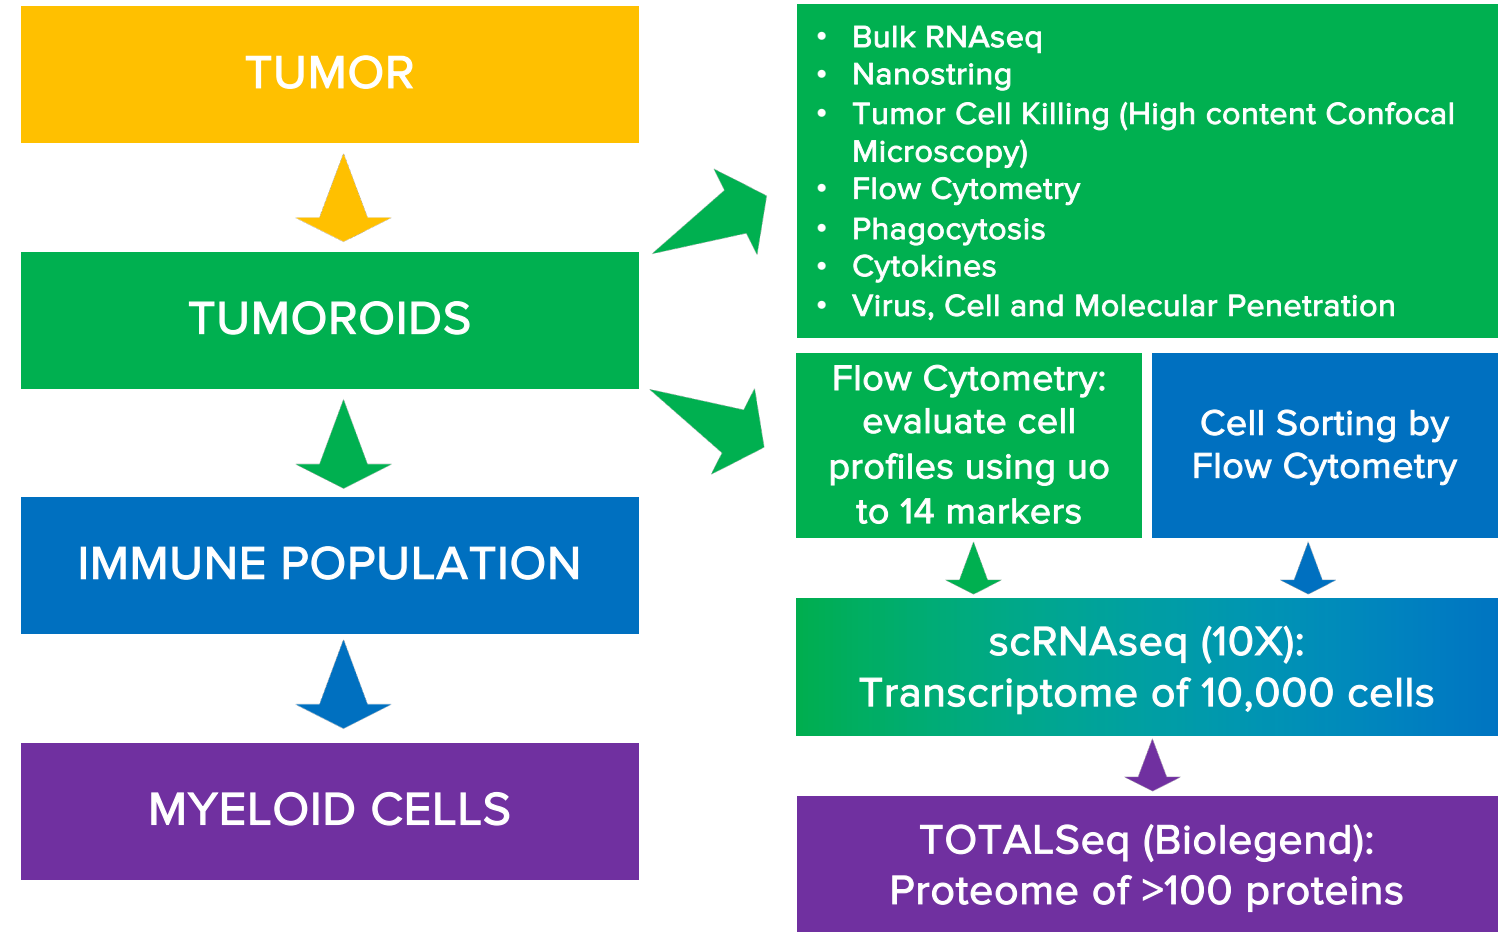 TUMOR
TUMOROIDS
IMMUNE POPULATION
MYELOID CELLS
• Bulk RNAseq
• Nanostring
• Tumor Cell Killing (High content Confocal
Microscopy)
• Flow Cytometry
• Phagocytosis
• Cytokines
• Virus, Cell and Molecular Penetration
Flow Cytometry:
evaluate cell
profiles using uo
to 14 markers
Cell Sorting by
Flow Cytometry
scRNAseq (10X):
Transcriptome of 10,000 cells
TOTALSeq (Biolegend):
Proteome of >100 proteins